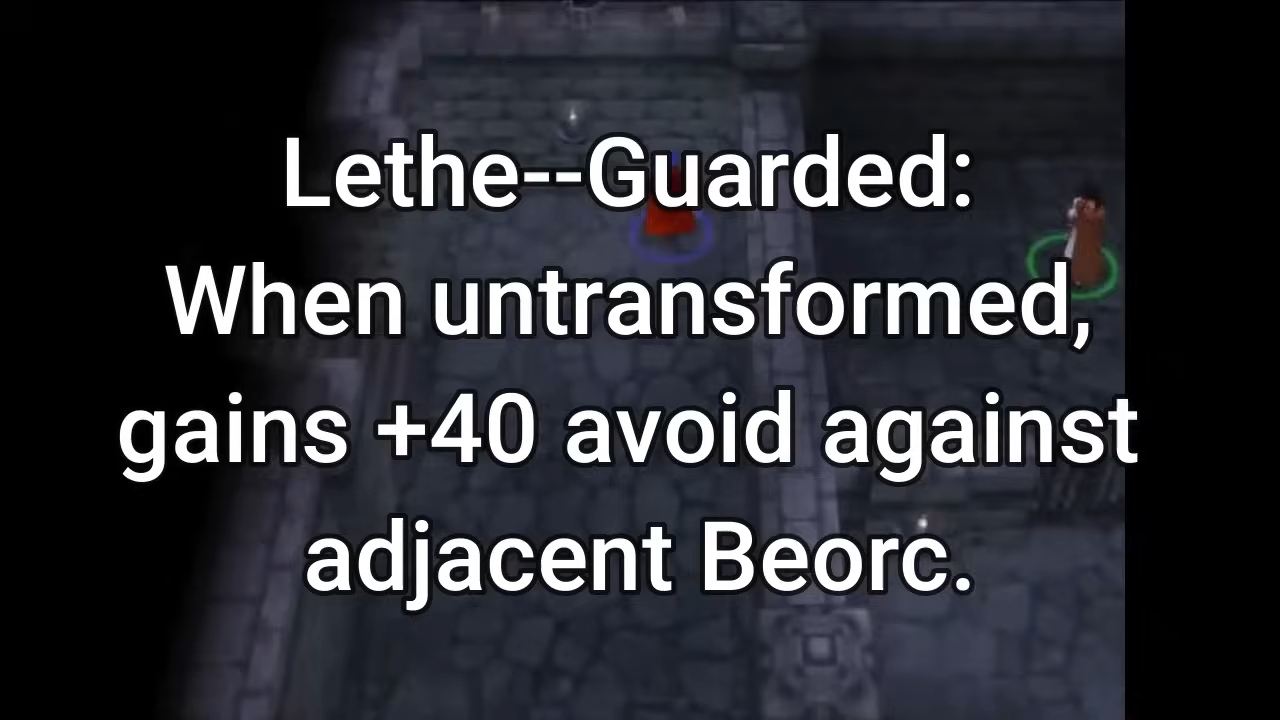 Lethe--Guarded:
When untransformed,
gains +40 avoid against
adjacent Beorc.